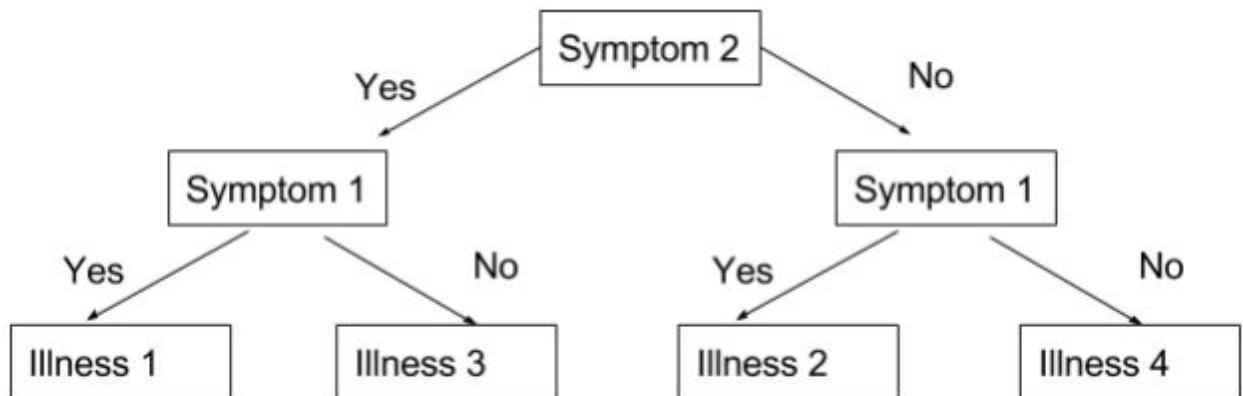 Symptom 2
Yes
No
Symptom 1
Symptom 1
Yes
No
Yes
No
Illness 1
Illness 3
Illness 2
Illness 4